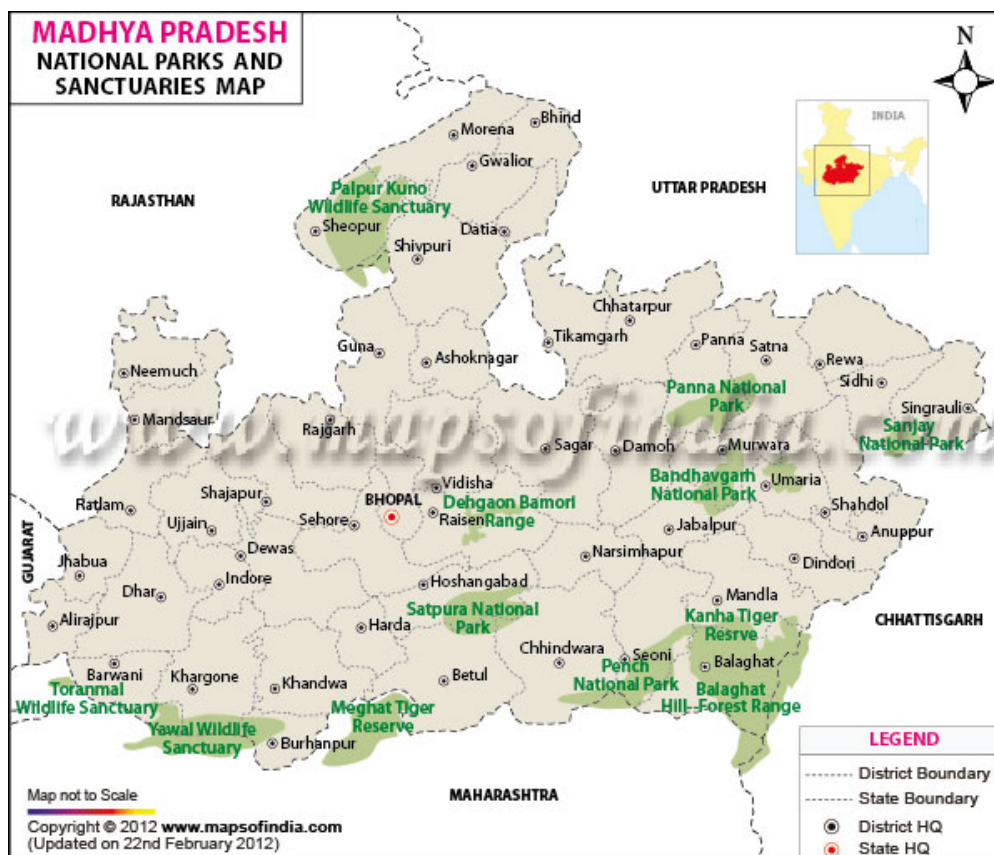 MADHYA PRADESH
NATIONAL PARKS AND
SANCTUARIES MAP
N
INDIA
RAJASTHAN
UTTAR PRADESH
Morena
Bhind
Gwalior
Palpur Kuno
Wildlife Sanctuary
Sheopur
Datia
Shivpuri
Chhatarpur
Tikamgarh
Guna
Ashoknagar
Panna
Satna
Rewa
Sidhi
Neemuch
Panna National
Park
Singrauli
Mandsaur
Rajgarh
Sanjay
National Park
www.mapsofindia.com
Sagar
Damoh
Murwara
Bandhavgarh
National Park
Umaria
Vidisha
BHOPAL
Dehgaon Bamori
Range
Raisen
Shajapur
Ratlam
Ujjain
Sehore
Shahdol
Jabalpur
Anuppur
GUJARAT
Dewas
Narsimhapur
Dindori
Jhabua
Indore
Dhar
Hoshangabad
Mandla
Satpura National
Park
Kanha Tiger
Resrve
CHHATTISGARH
Alirajpur
Harda
Chhindwara
Seoni
Balaghat
Barwani
Pench
National Park
Khargone
Khandwa
Betul
Toranmal
Wildlife Sanctuary
Balaghat
Hill- Forest Range
Meghat Tiger
Reserve
Yawal Wildlife
Sanctuary
Burhanpur
MAHARASHTRA
LEGEND
District Boundary
State Boundary
District HQ
State HQ
Map not to Scale
Copyright © 2012 www.mapsofindia.com
(Updated on 22nd February 2012)